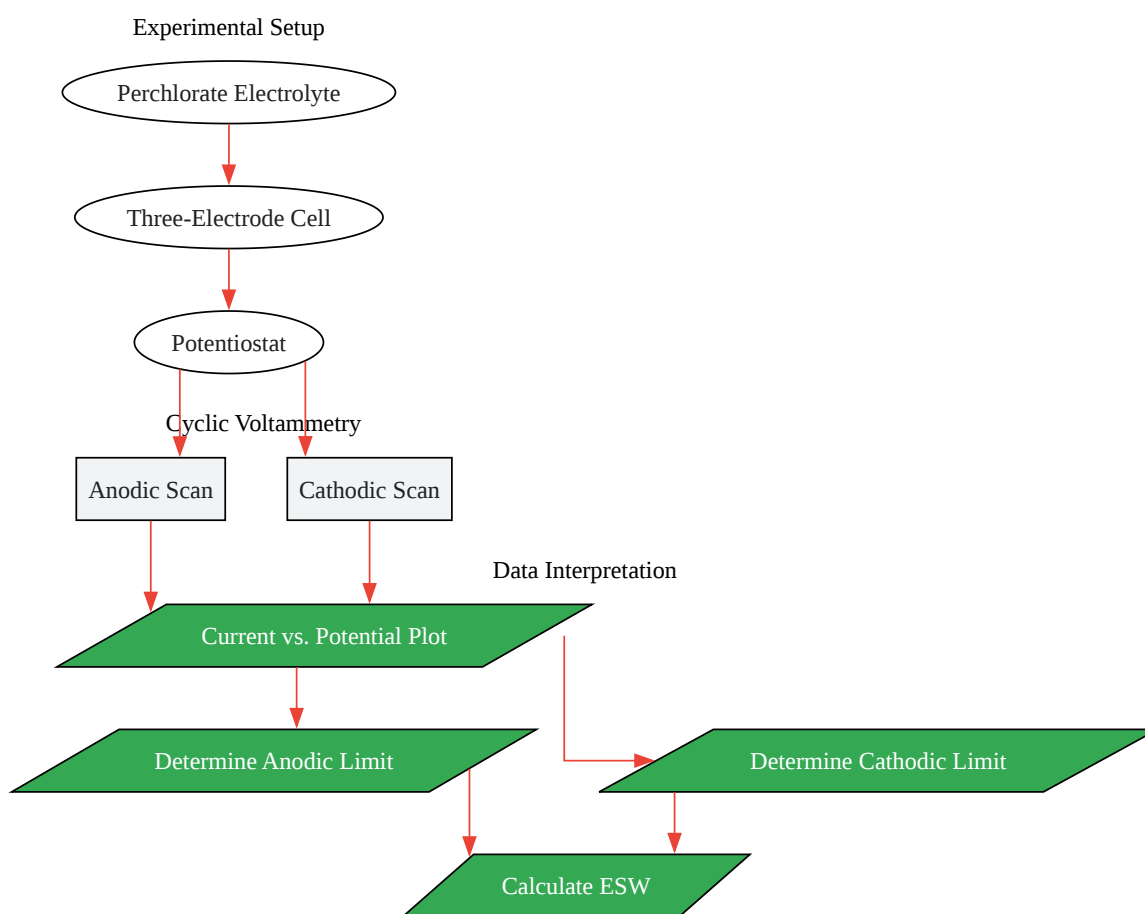 Experimental Setup
Perchlorate Electrolyte
Three-Electrode Cell
Potentiostat
Cyclic Voltammetry
Anodic Scan
Cathodic Scan
Data Interpretation
Current vs. Potential Plot
Determine Anodic Limit
Determine Cathodic Limit
Calculate ESW